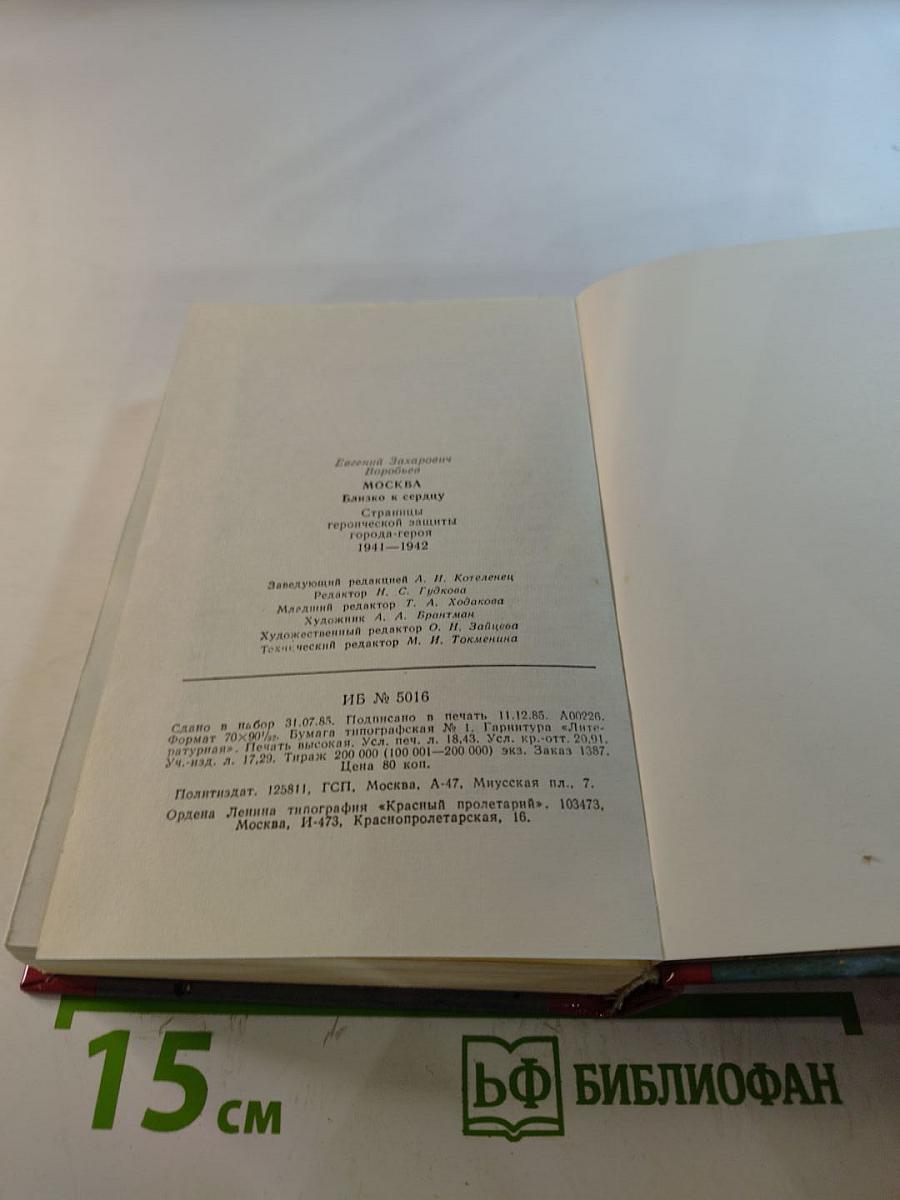 Евгений Захарович
Воробьев
МОСКВА
Близко к сердцу
Страницы
героической защиты
города-героя
1941—1942
Заведующий редакцией А. И. Котеленец
Редактор Н. С. Гудкова
Младший редактор Т. А. Ходакова
Художник А. А. Брантман
Художественный редактор О. Н. Зайцева
Технический редактор М. И. Токменина
ИБ № 5016
Сдано в набор 31.07.85. Подписано в печать 11.12.85. А00226.
Формат 70×90¹/₃₂. Бумага типографская № 1. Гарнитура «Лите-
ратурная». Печать высокая. Усл. печ. л. 18,43. Усл. кр.-отт. 20,91.
Уч.-изд. л. 17,29. Тираж 200 000 (100 001—200 000) экз. Заказ 1387.
Цена 80 коп.
Политиздат. 125811, ГСП, Москва, А-47, Миусская пл., 7.
Ордена Ленина типография «Красный пролетарий». 103473,
Москва, И-473, Краснопролетарская, 16.
15 см
БФ БИБЛИОФАН